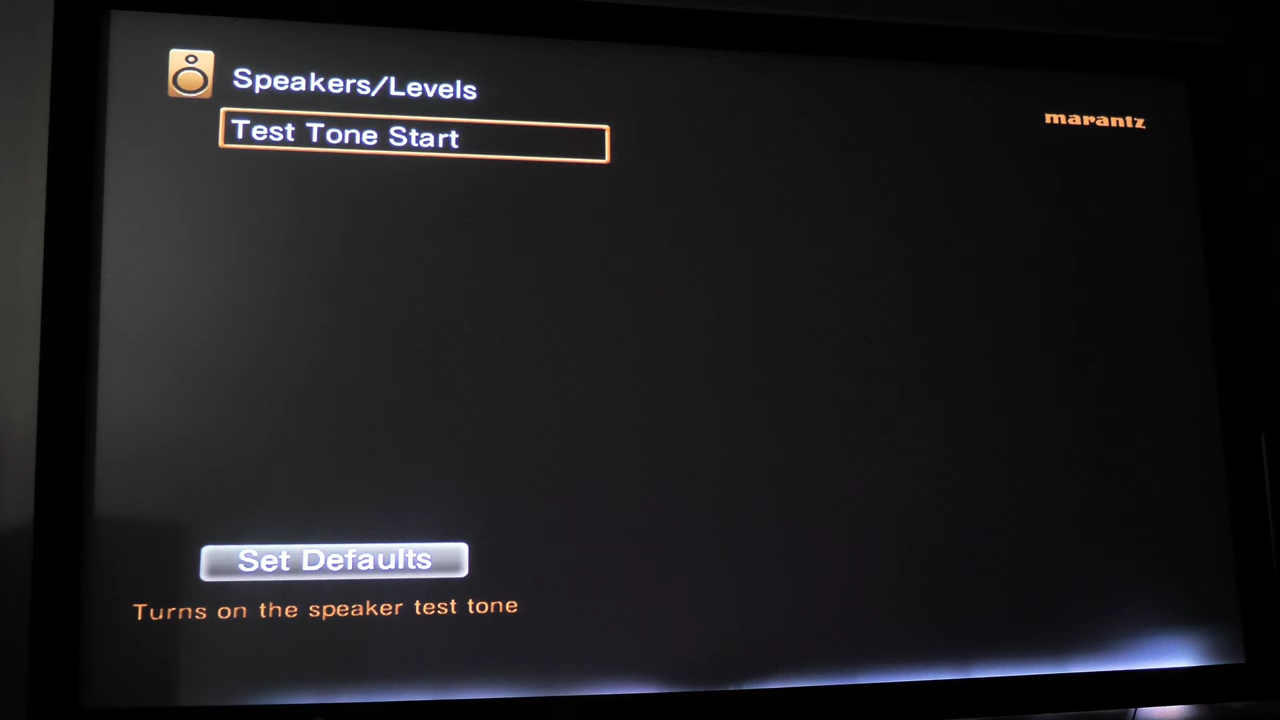 Speakers/Levels
marantz
Test Tone Start
Set Defaults
Turns on the speaker test tone